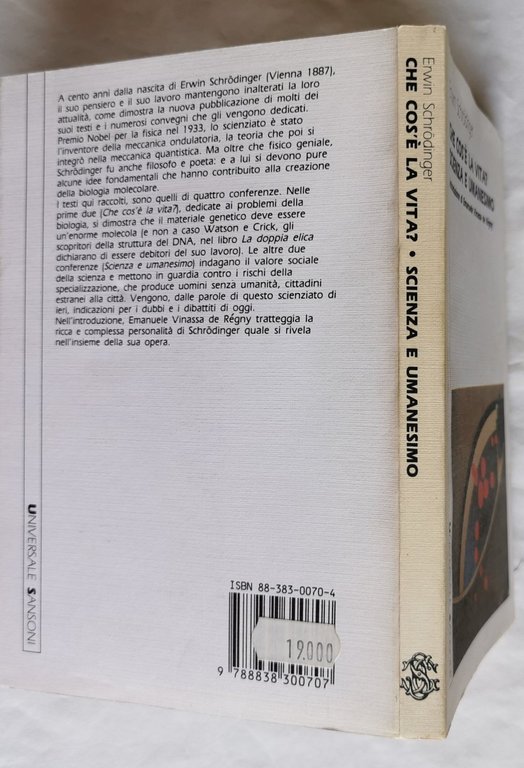 A cento anni dalla nascita di Erwin Schrödinger (Vienna 1887),
il suo pensiero e il suo lavoro mantengono inalterati la loro
attualità, come dimostra la nuova pubblicazione di molti dei
suoi testi e i numerosi convegni che gli vengono dedicati.
Premio Nobel per la fisica nel 1933, lo scienziato è stato
l'inventore della meccanica ondulatoria, la teoria che poi si
integrò nella meccanica quantistica. Ma oltre che fisico geniale,
Schrödinger fu anche filosofo e poeta: e a lui si devono pure
alcune idee fondamentali che hanno contribuito alla creazione
della biologia molecolare.
I testi qui raccolti, sono quelli di quattro conferenze. Nelle
prime due (Che cos'è la vita?), dedicate ai problemi della
biologia, si dimostra che il materiale genetico deve essere
un'enorme molecola (e non a caso Watson e Crick, gli
scopritori della struttura del DNA, nel libro La doppia elica
dichiarano di essere debitori del suo lavoro). Le altre due
conferenze (Scienza e umanesimo) indagano il valore sociale
della scienza e mettono in guardia contro i rischi della
specializzazione, che produce uomini senza umanità, cittadini
estranei alla città. Vengono, dalle parole di questo scienziato di
ieri, indicazioni per i dubbi e i dibattiti di oggi.
Nell'introduzione, Emanuele Vinassa de Régny tratteggia la
ricca e complessa personalità di Schrödinger quale si rivela
nell'insieme della sua opera.
UNIVERSALE SANSONI
ISBN 88-383-0070-4
19.000
9 788838 300707
Erwin Schrödinger
CHE COS'È LA VITA? • SCIENZA E UMANESIMO
Erwin Schrödinger
CHE COS'È LA VITA?
SCIENZA E UMANESIMO